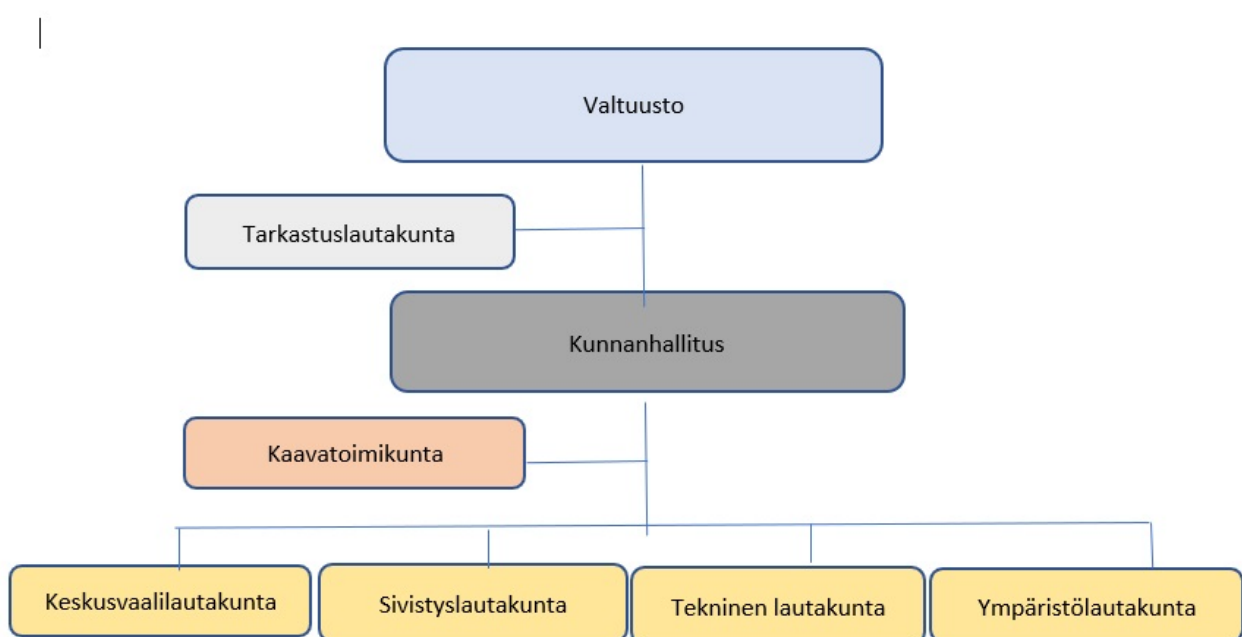 Valtuusto
Tarkastuslautakunta
Kunnanhallitus
Kaavatoimikunta
Keskusvaalilautakunta
Sivistyslautakunta
Tekninen lautakunta
Ympäristölautakunta